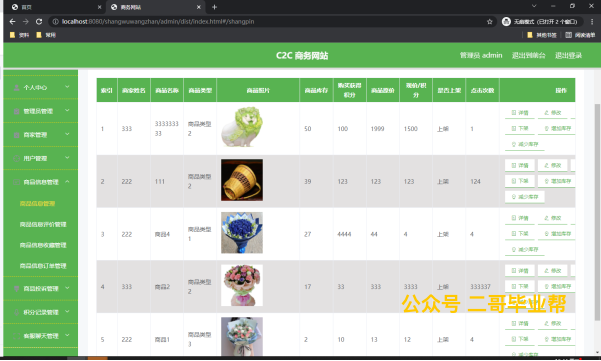 首页
商务网站
localhost:8080/shangwuwangzhan/admin/dist/index.html#/shangpin
无痕模式 (已打开 2 个窗口)
资料
常用
其他书签
阅读清单
C2C 商务网站
管理员 admin
退出到前台
退出登录
个人中心
管理员管理
商家管理
用户管理
商品信息管理
商品信息管理
商品信息评价管理
商品信息收藏管理
商品信息订单管理
商品投诉管理
积分记录管理
客服聊天管理
索引 商家姓名 商品名称 商品类型 商品照片 商品库存 购买获得积分 商品原价 现价/积分 是否上架 点击次数 操作
1 333 33333333333 商品类型2 50 100 1999 1500 上架 1
详情 修改
下架 增加库存
减少库存
2 222 111 商品类型2 39 123 123 123 上架 124
详情 修改
下架 增加库存
减少库存
3 222 商品4 商品类型1 27 4444 44 4 上架 4
详情 修改
下架 增加库存
减少库存
4 333 商品2 商品类型2 17 33 333 3333 上架 333337
详情 修改
下架 增加库存
减少库存
5 222 商品1 商品类型2 2 10 13 12 上架 4
详情 修改
下架 增加库存
公众号 二哥毕业帮